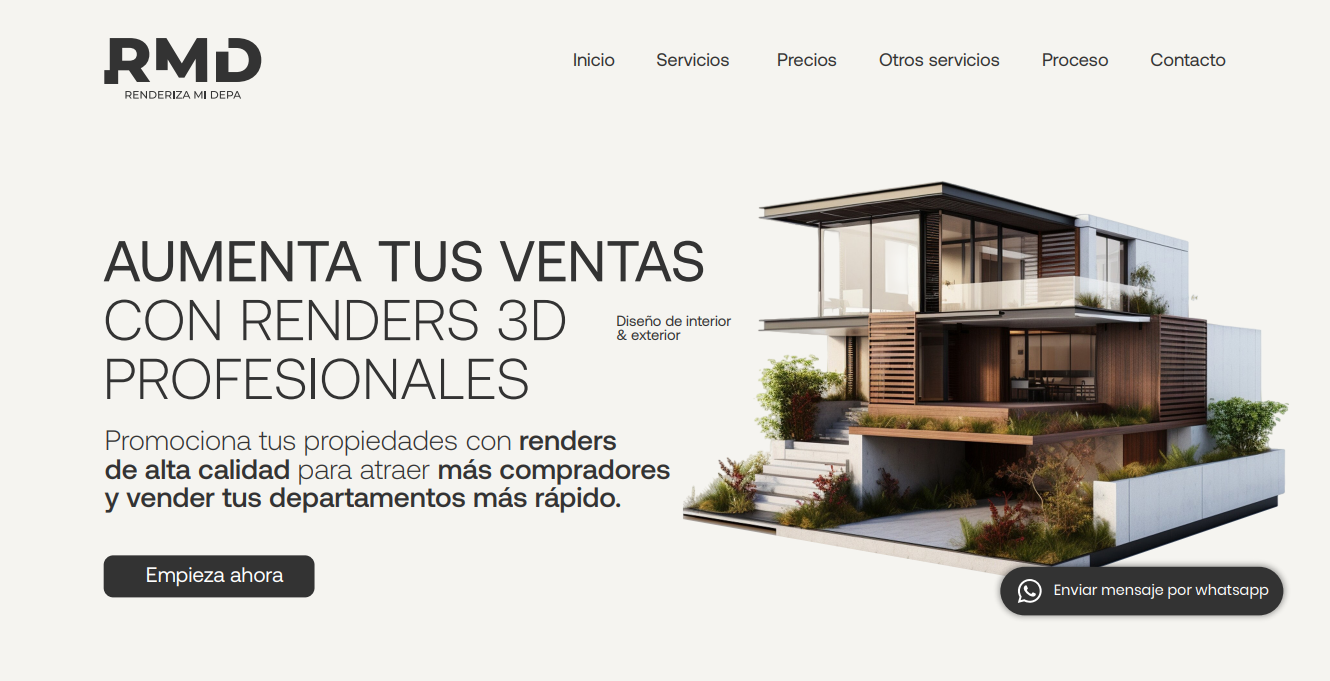 RMD
RENDERIZA MI DEPA
Inicio Servicios Precios Otros servicios Proceso Contacto
AUMENTA TUS VENTAS
CON RENDERS 3D
PROFESIONALES
Diseño de interior
& exterior
Promociona tus propiedades con renders
de alta calidad para atraer más compradores
y vender tus departamentos más rápido.
Empieza ahora
Enviar mensaje por whatsapp